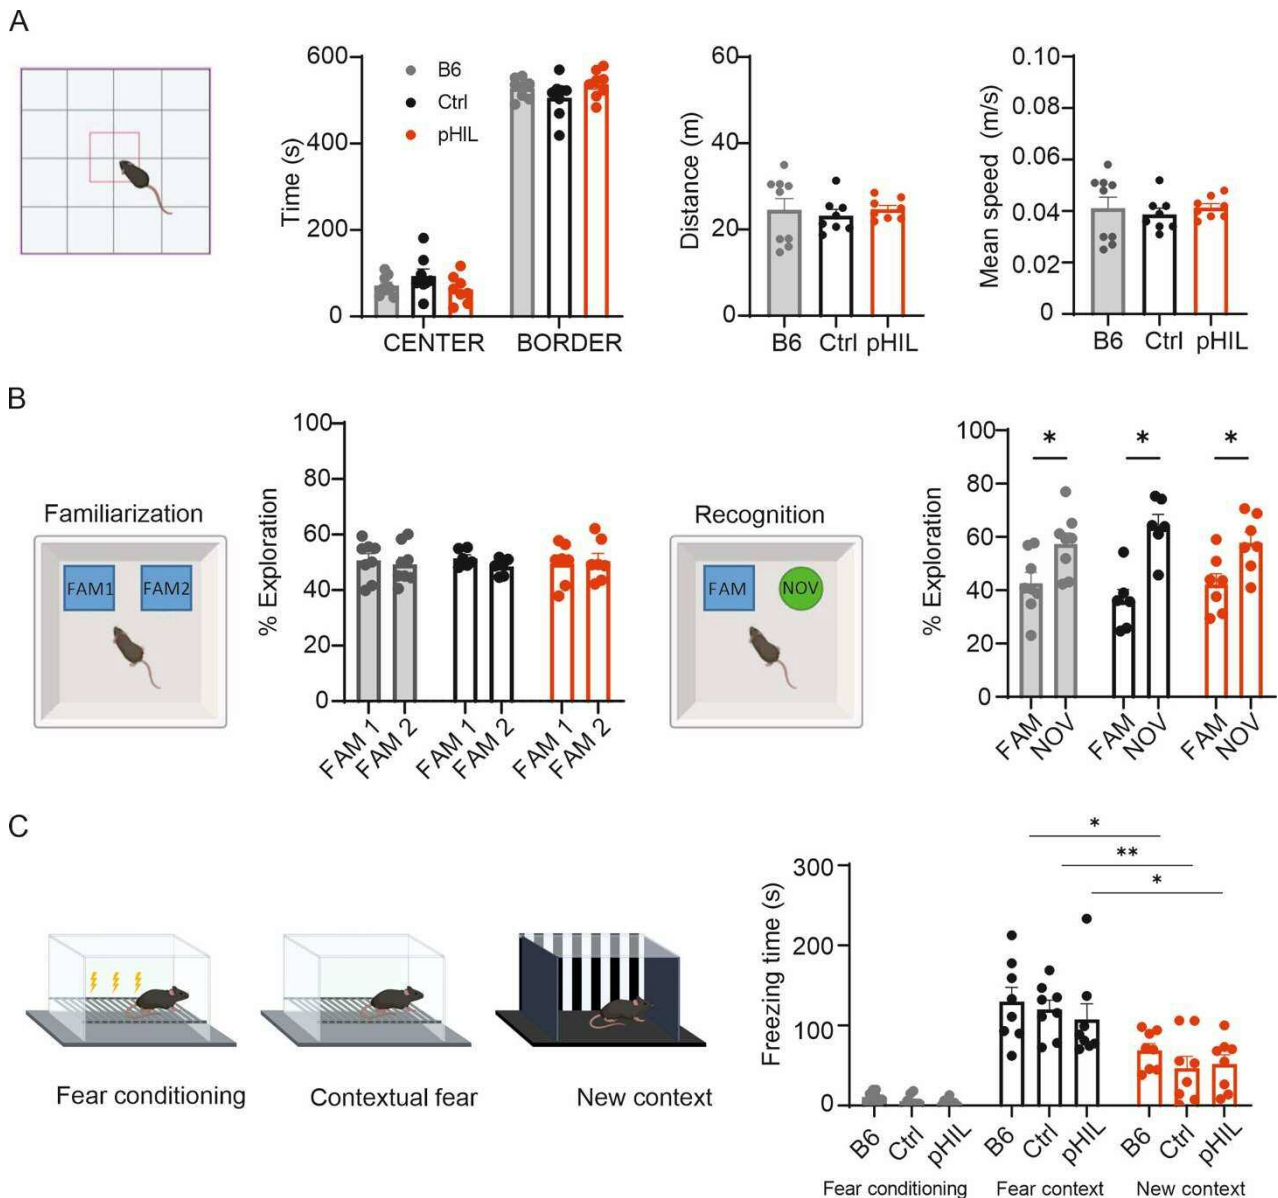 A
Time (s)
600
400
200
0
B6
Ctrl
pHIL
CENTER BORDER
Distance (m)
60
40
20
0
B6 Ctrl pHIL
Mean speed (m/s)
0.10
0.08
0.06
0.04
0.02
0
B6 Ctrl pHIL
B
Familiarization
FAM1 FAM2
% Exploration
100
80
60
40
20
0
FAM 1 FAM 2 FAM 1 FAM 2 FAM 1 FAM 2
Recognition
FAM NOV
% Exploration
100
80
60
40
20
0
* * *
FAM NOV FAM NOV FAM NOV
C
Fear conditioning Contextual fear New context
Freezing time (s)
300
200
100
0
*
**
*
B6 Ctrl pHIL B6 Ctrl pHIL B6 Ctrl pHIL
Fear conditioning Fear context New context